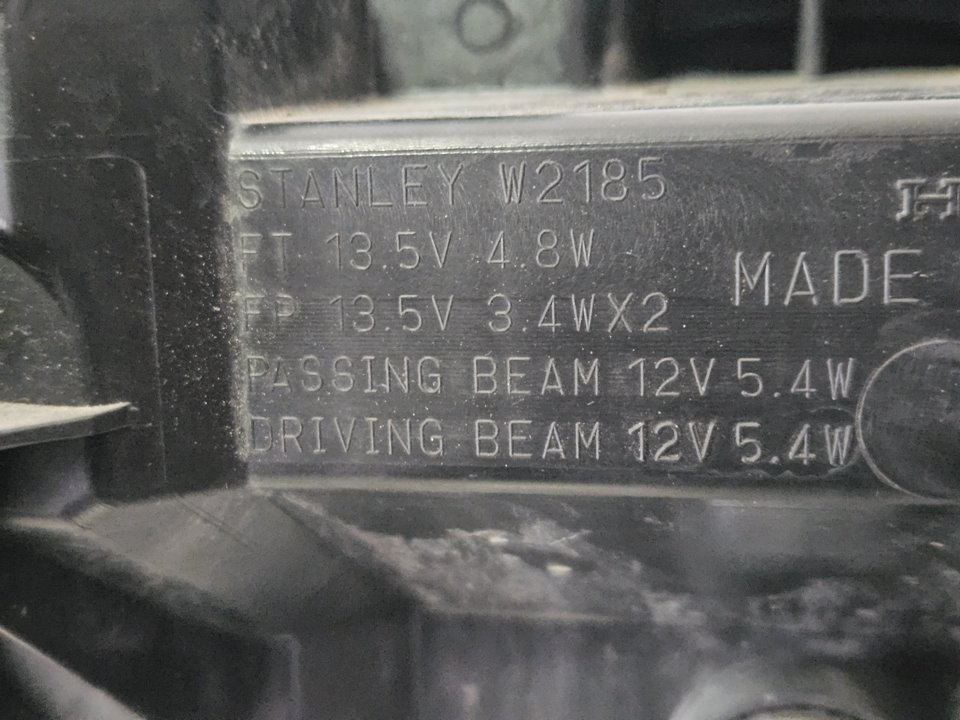 STANLEY W2185
FT 13.5V 4.8W
FP 13.5V 3.4WX2
MADE
PASSING BEAM 12V 5.4W
DRIVING BEAM 12V 5.4W